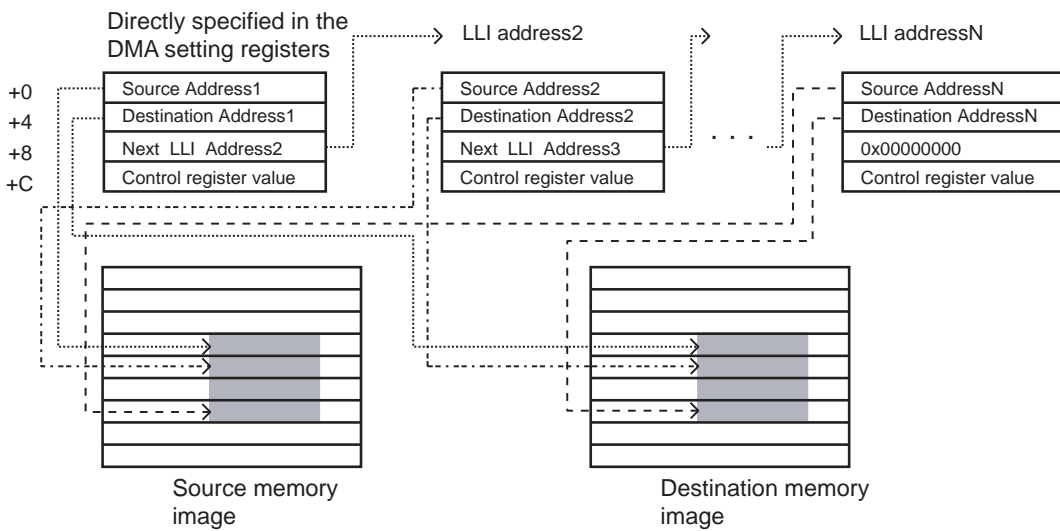 Directly specified in the
DMA setting registers
LLI address2
LLI addressN
+0
Source Address1
Source Address2
Source AddressN
+4
Destination Address1
Destination Address2
Destination AddressN
+8
Next LLI Address2
Next LLI Address3
. . .
0x00000000
+C
Control register value
Control register value
Control register value
Source memory
image
Destination memory
image